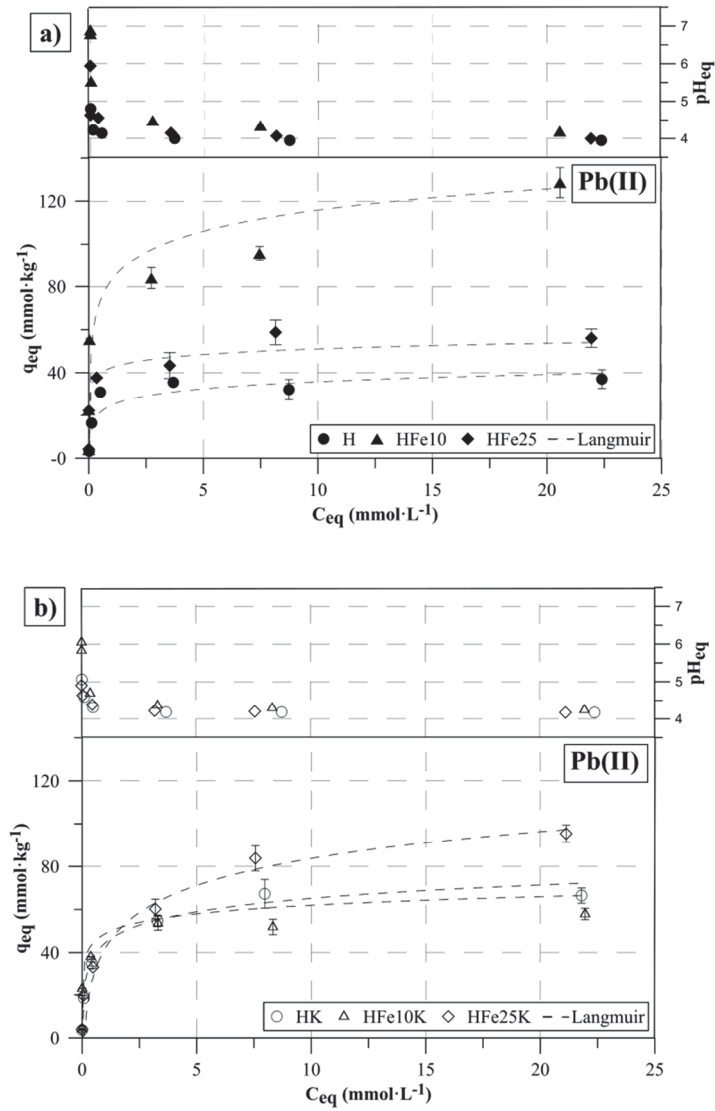 a)
7
6
5
4
pHeq
Pb(II)
120
80
40
-0
qeq (mmol·kg-1)
H HFe10 HFe25 Langmuir
0 5 10 15 20 25
Ceq (mmol·L-1)
b)
7
6
5
4
pHeq
Pb(II)
120
80
40
0
qeq (mmol·kg-1)
HK HFe10K HFe25K Langmuir
0 5 10 15 20 25
Ceq (mmol·L-1)